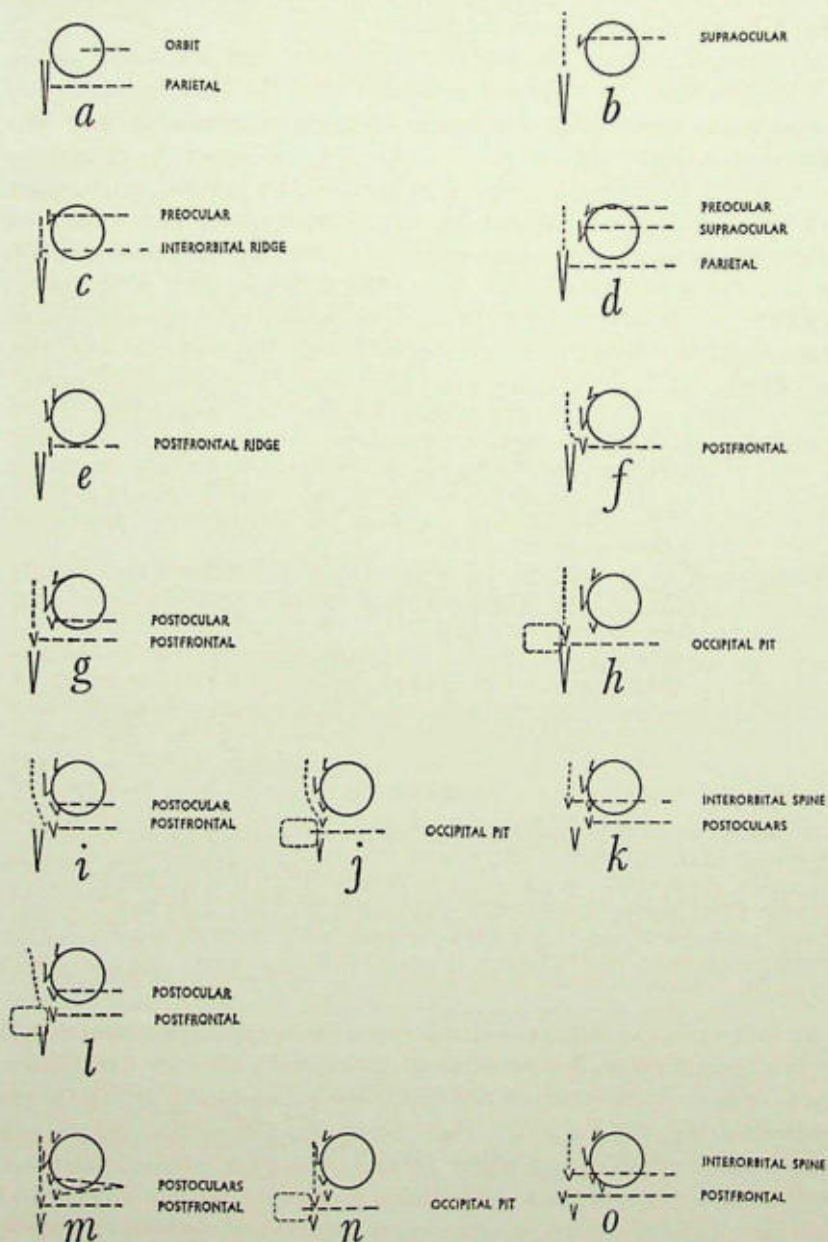 ORBIT
PARIETAL
a
SUPRAOCULAR
b
PREOCULAR
INTERORBITAL RIDGE
c
PREOCULAR
SUPRAOCULAR
PARIETAL
d
POSTFRONTAL RIDGE
e
POSTFRONTAL
f
POSTOCULAR
POSTFRONTAL
g
OCCIPITAL PIT
h
POSTOCULAR
POSTFRONTAL
i
OCCIPITAL PIT
j
INTERORBITAL SPINE
POSTOCULARS
k
POSTOCULAR
POSTFRONTAL
l
POSTOCULARS
POSTFRONTAL
m
OCCIPITAL PIT
n
INTERORBITAL SPINE
POSTFRONTAL
o